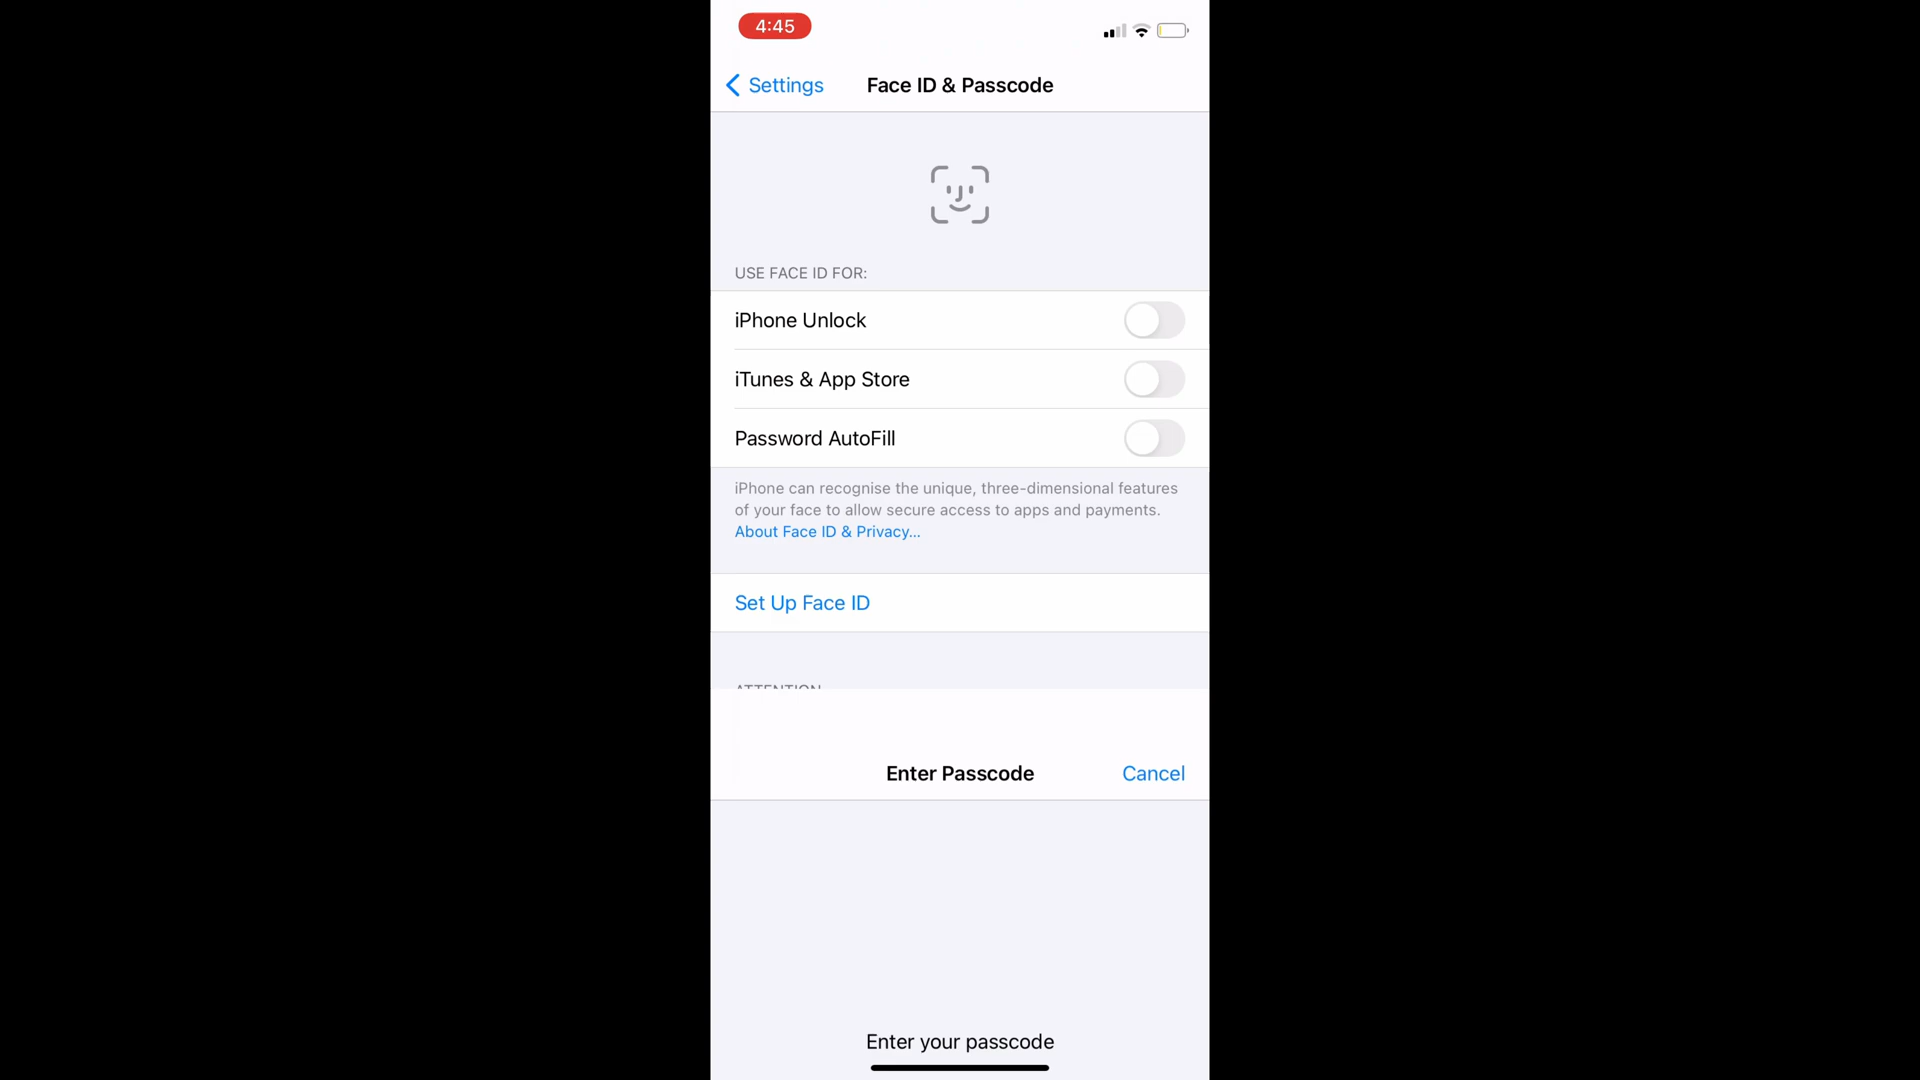 4:45
Settings
Face ID & Passcode
USE FACE ID FOR:
iPhone Unlock
iTunes & App Store
Password AutoFill
iPhone can recognise the unique, three-dimensional features
of your face to allow secure access to apps and payments.
About Face ID & Privacy...
Set Up Face ID
ATTENTION
Enter Passcode
Cancel
Enter your passcode